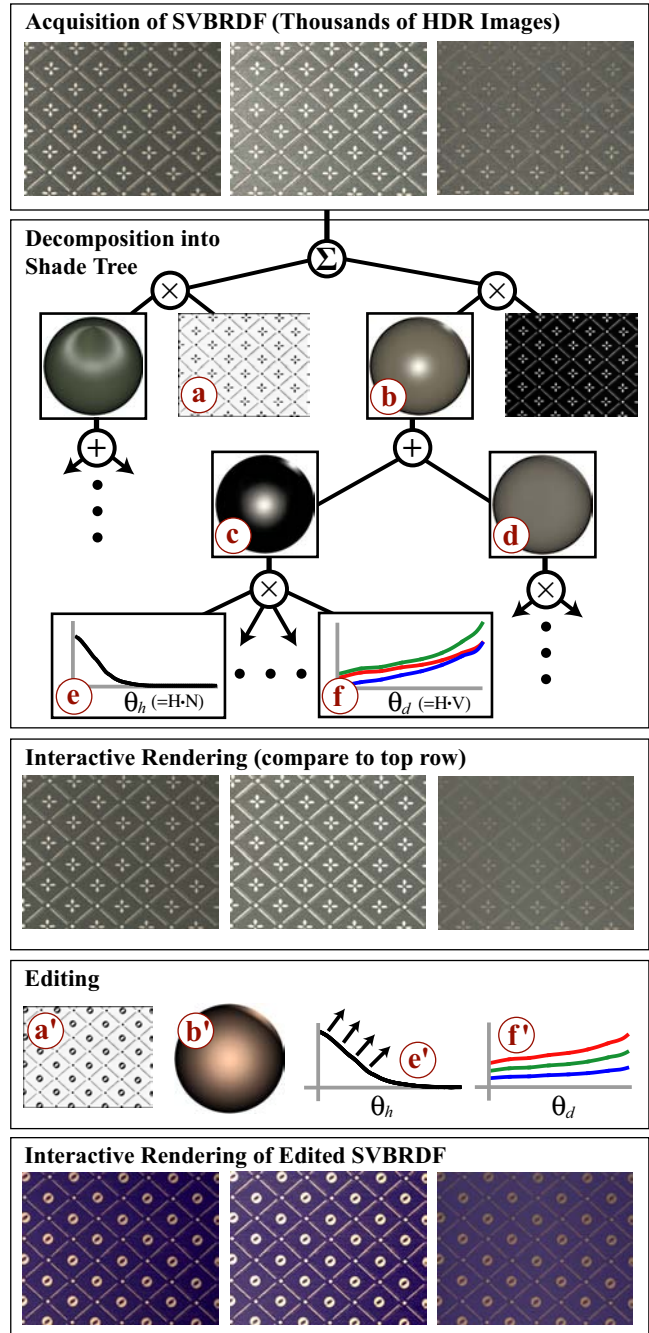 Acquisition of SVBRDF (Thousands of HDR Images)
Decomposition into
Shade Tree
Σ
×
×
a
b
+
+
c
d
×
×
e
θh (=H·N)
f
θd (=H·V)
Interactive Rendering (compare to top row)
Editing
a'
b'
e'
f'
θh
θd
Interactive Rendering of Edited SVBRDF